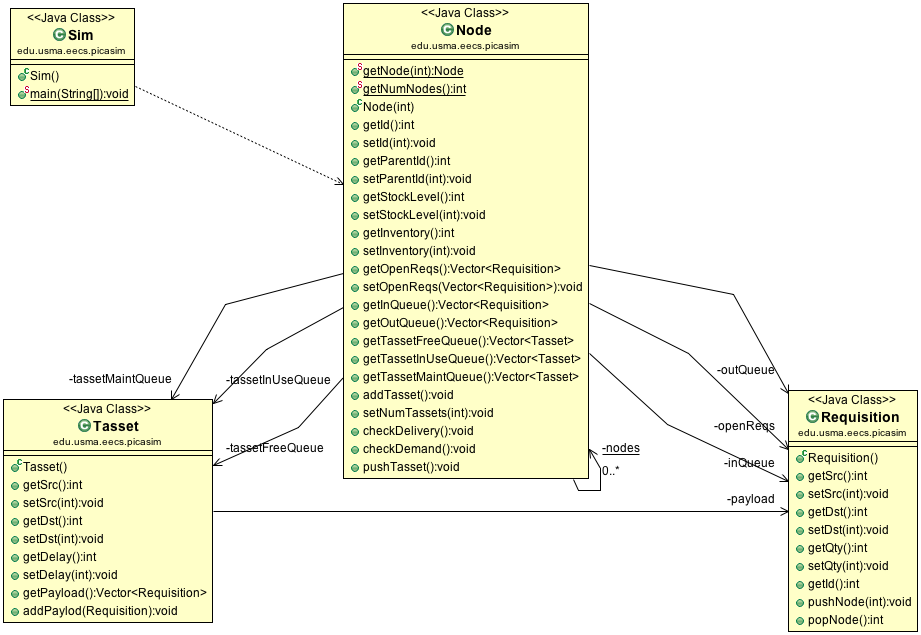 <<Java Class>>
Sim
edu.usma.eecs.picasim
Sim()
main(String[]):void
<<Java Class>>
Node
edu.usma.eecs.picasim
getNode(int):Node
getNumNodes():int
Node(int)
getId():int
setId(int):void
getParentId():int
setParentId(int):void
getStockLevel():int
setStockLevel(int):void
getInventory():int
setInventory(int):void
getOpenReqs():Vector<Requisition>
setOpenReqs(Vector<Requisition>):void
getInQueue():Vector<Requisition>
getOutQueue():Vector<Requisition>
getTassetFreeQueue():Vector<Tasset>
getTassetInUseQueue():Vector<Tasset>
getTassetMaintQueue():Vector<Tasset>
addTasset():void
setNumTassets(int):void
checkDelivery():void
checkDemand():void
pushTasset():void
-tassetMaintQueue
-tassetInUseQueue
-tassetFreeQueue
-nodes
0..*
-outQueue
-openReqs
-inQueue
-payload
<<Java Class>>
Tasset
edu.usma.eecs.picasim
Tasset()
getSrc():int
setSrc(int):void
getDst():int
setDst(int):void
getDelay():int
setDelay(int):void
getPayload():Vector<Requisition>
addPaylod(Requisition):void
<<Java Class>>
Requisition
edu.usma.eecs.picasim
Requisition()
getSrc():int
setSrc(int):void
getDst():int
setDst(int):void
getQty():int
setQty(int):void
getId():int
pushNode(int):void
popNode():int